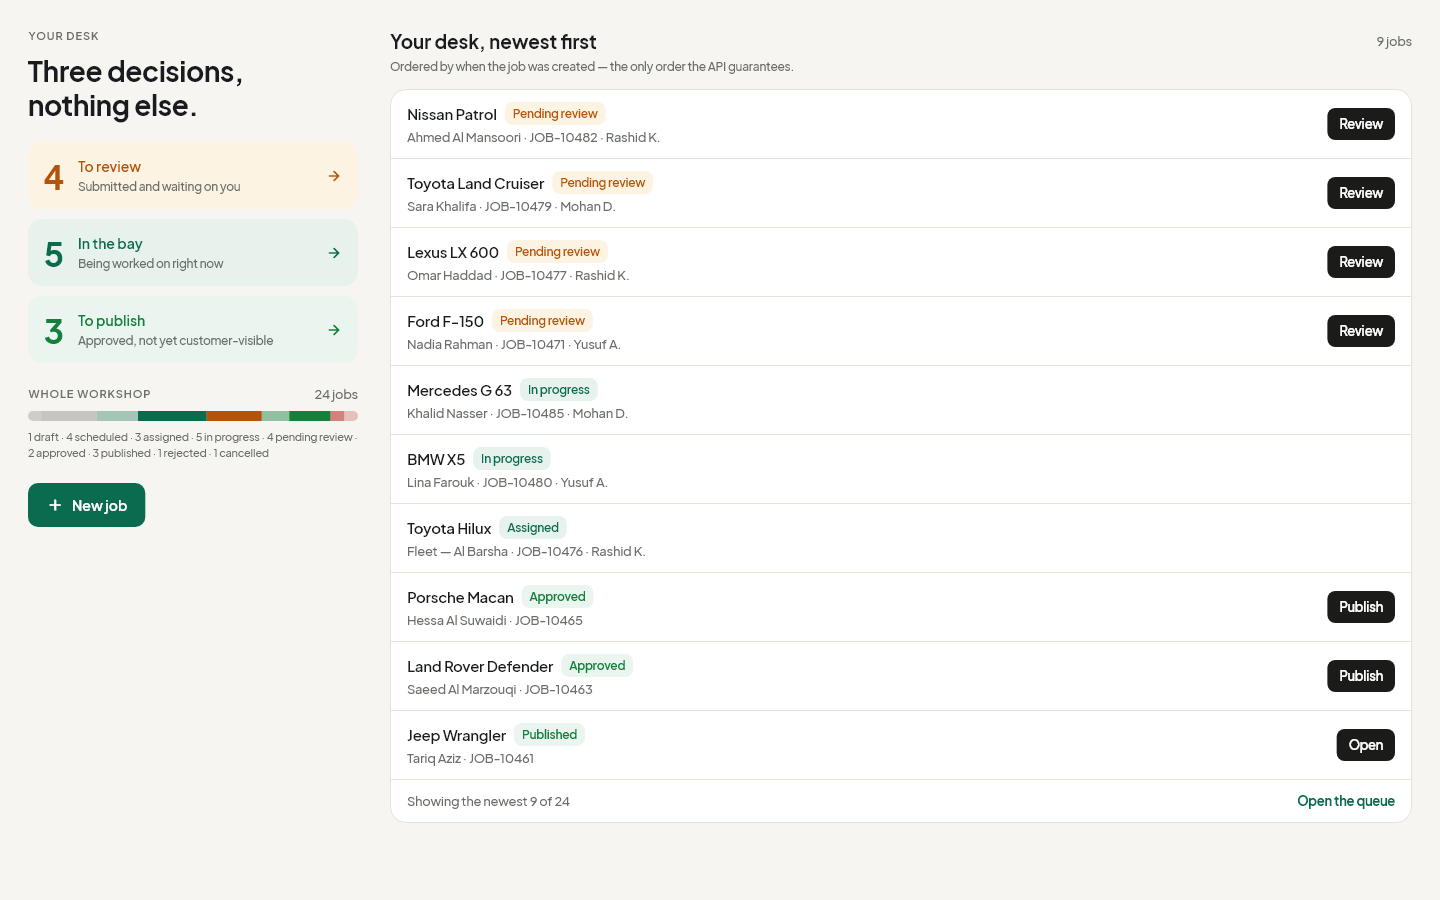 YOUR DESK
Three decisions,
nothing else.
4
To review
Submitted and waiting on you
5
In the bay
Being worked on right now
3
To publish
Approved, not yet customer-visible
WHOLE WORKSHOP
24 jobs
1 draft · 4 scheduled · 3 assigned · 5 in progress · 4 pending review ·
2 approved · 3 published · 1 rejected · 1 cancelled
+ New job
Your desk, newest first
9 jobs
Ordered by when the job was created — the only order the API guarantees.
Nissan Patrol Pending review
Ahmed Al Mansoori · JOB-10482 · Rashid K.
Review
Toyota Land Cruiser Pending review
Sara Khalifa · JOB-10479 · Mohan D.
Review
Lexus LX 600 Pending review
Omar Haddad · JOB-10477 · Rashid K.
Review
Ford F-150 Pending review
Nadia Rahman · JOB-10471 · Yusuf A.
Review
Mercedes G 63 In progress
Khalid Nasser · JOB-10485 · Mohan D.
BMW X5 In progress
Lina Farouk · JOB-10480 · Yusuf A.
Toyota Hilux Assigned
Fleet — Al Barsha · JOB-10476 · Rashid K.
Porsche Macan Approved
Hessa Al Suwaidi · JOB-10465
Publish
Land Rover Defender Approved
Saeed Al Marzouqi · JOB-10463
Publish
Jeep Wrangler Published
Tariq Aziz · JOB-10461
Open
Showing the newest 9 of 24
Open the queue